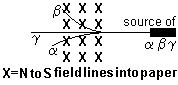 β X X X
X X X source of
γ X X X
α X X X α β γ
X X X
X=N to S field lines into paper